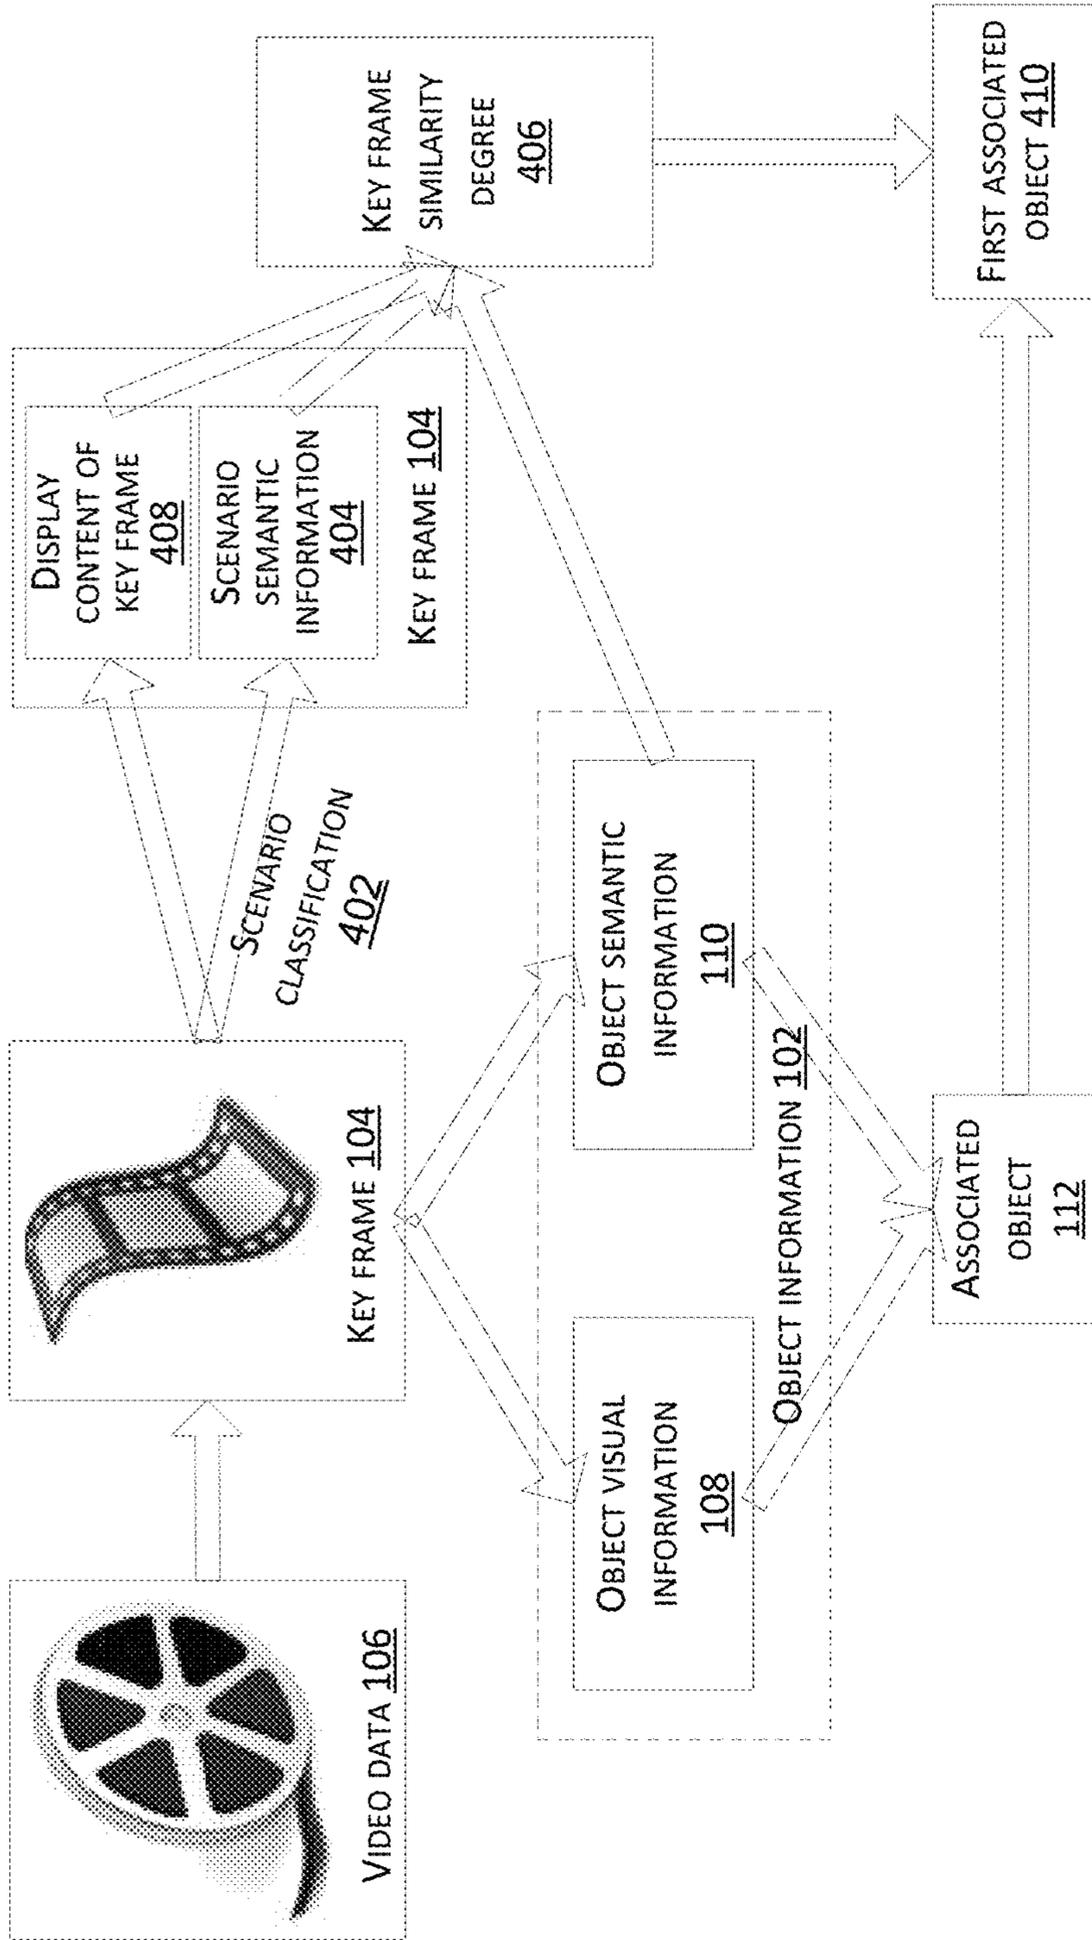 VIDEO DATA 106
KEY FRAME 104
SCENARIO
CLASSIFICATION
402
DISPLAY
CONTENT OF
KEY FRAME
408
SCENARIO
SEMANTIC
INFORMATION
404
KEY FRAME 104
KEY FRAME
SIMILARITY
DEGREE
406
OBJECT VISUAL
INFORMATION
108
OBJECT SEMANTIC
INFORMATION
110
OBJECT INFORMATION 102
ASSOCIATED
OBJECT
112
FIRST ASSOCIATED
OBJECT 410